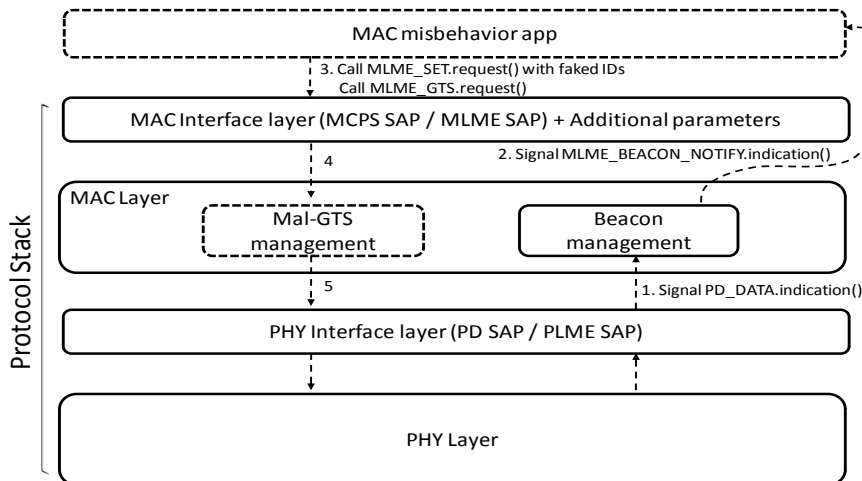 MAC misbehavior app
3. Call MLME_SET.request() with faked IDs
Call MLME_GTS.request()
MAC Interface layer (MCPS SAP / MLME SAP) + Additional parameters
4
2. Signal MLME_BEACON_NOTIFY.indication()
MAC Layer
Mal-GTS
management
Beacon
management
5
1. Signal PD_DATA.indication()
PHY Interface layer (PD SAP / PLME SAP)
PHY Layer
Protocol Stack